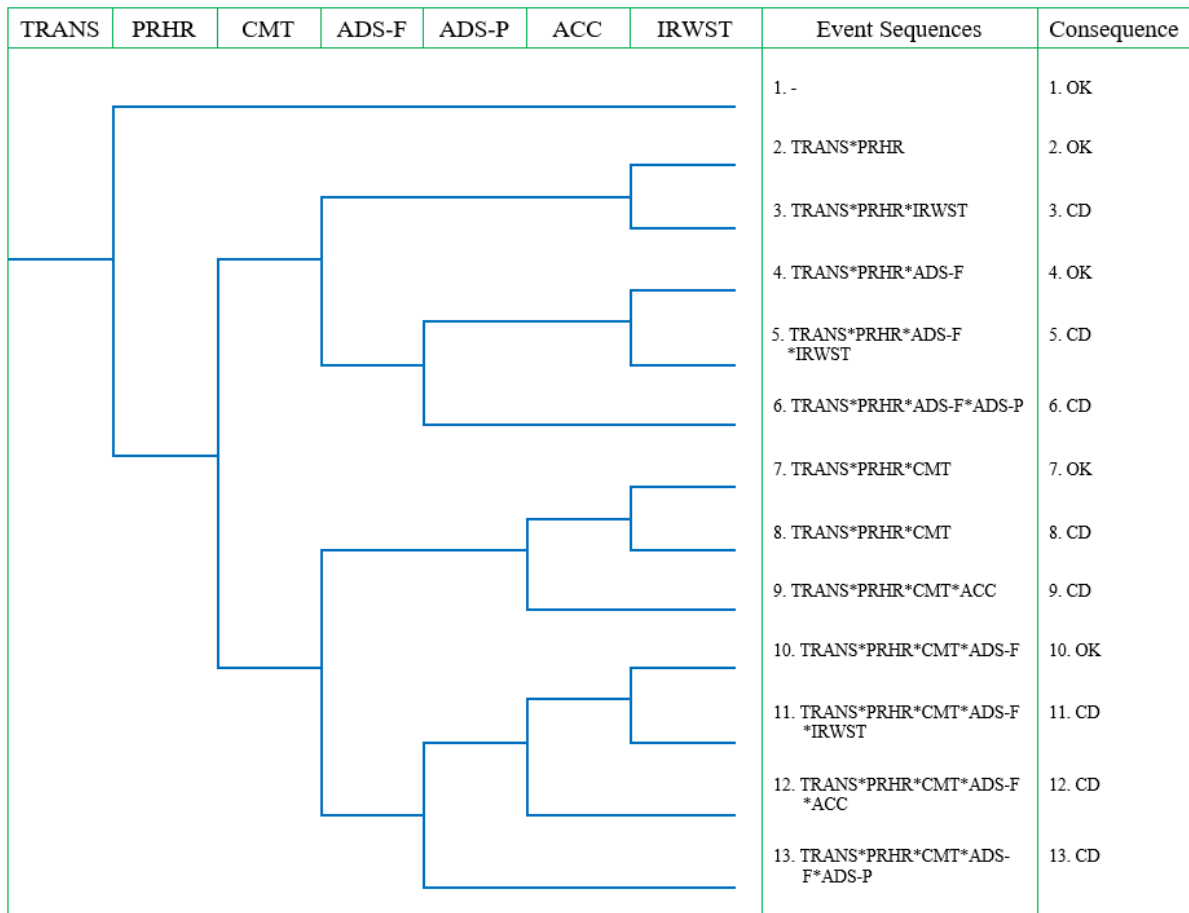 TRANS PRHR CMT ADS-F ADS-P ACC IRWST Event Sequences Consequence
1. - 1. OK
2. TRANS*PRHR 2. OK
3. TRANS*PRHR*IRWST 3. CD
4. TRANS*PRHR*ADS-F 4. OK
5. TRANS*PRHR*ADS-F 5. CD
*IRWST
6. TRANS*PRHR*ADS-F*ADS-P 6. CD
7. TRANS*PRHR*CMT 7. OK
8. TRANS*PRHR*CMT 8. CD
9. TRANS*PRHR*CMT*ACC 9. CD
10. TRANS*PRHR*CMT*ADS-F 10. OK
11. TRANS*PRHR*CMT*ADS-F 11. CD
*IRWST
12. TRANS*PRHR*CMT*ADS-F 12. CD
*ACC
13. TRANS*PRHR*CMT*ADS- 13. CD
F*ADS-P